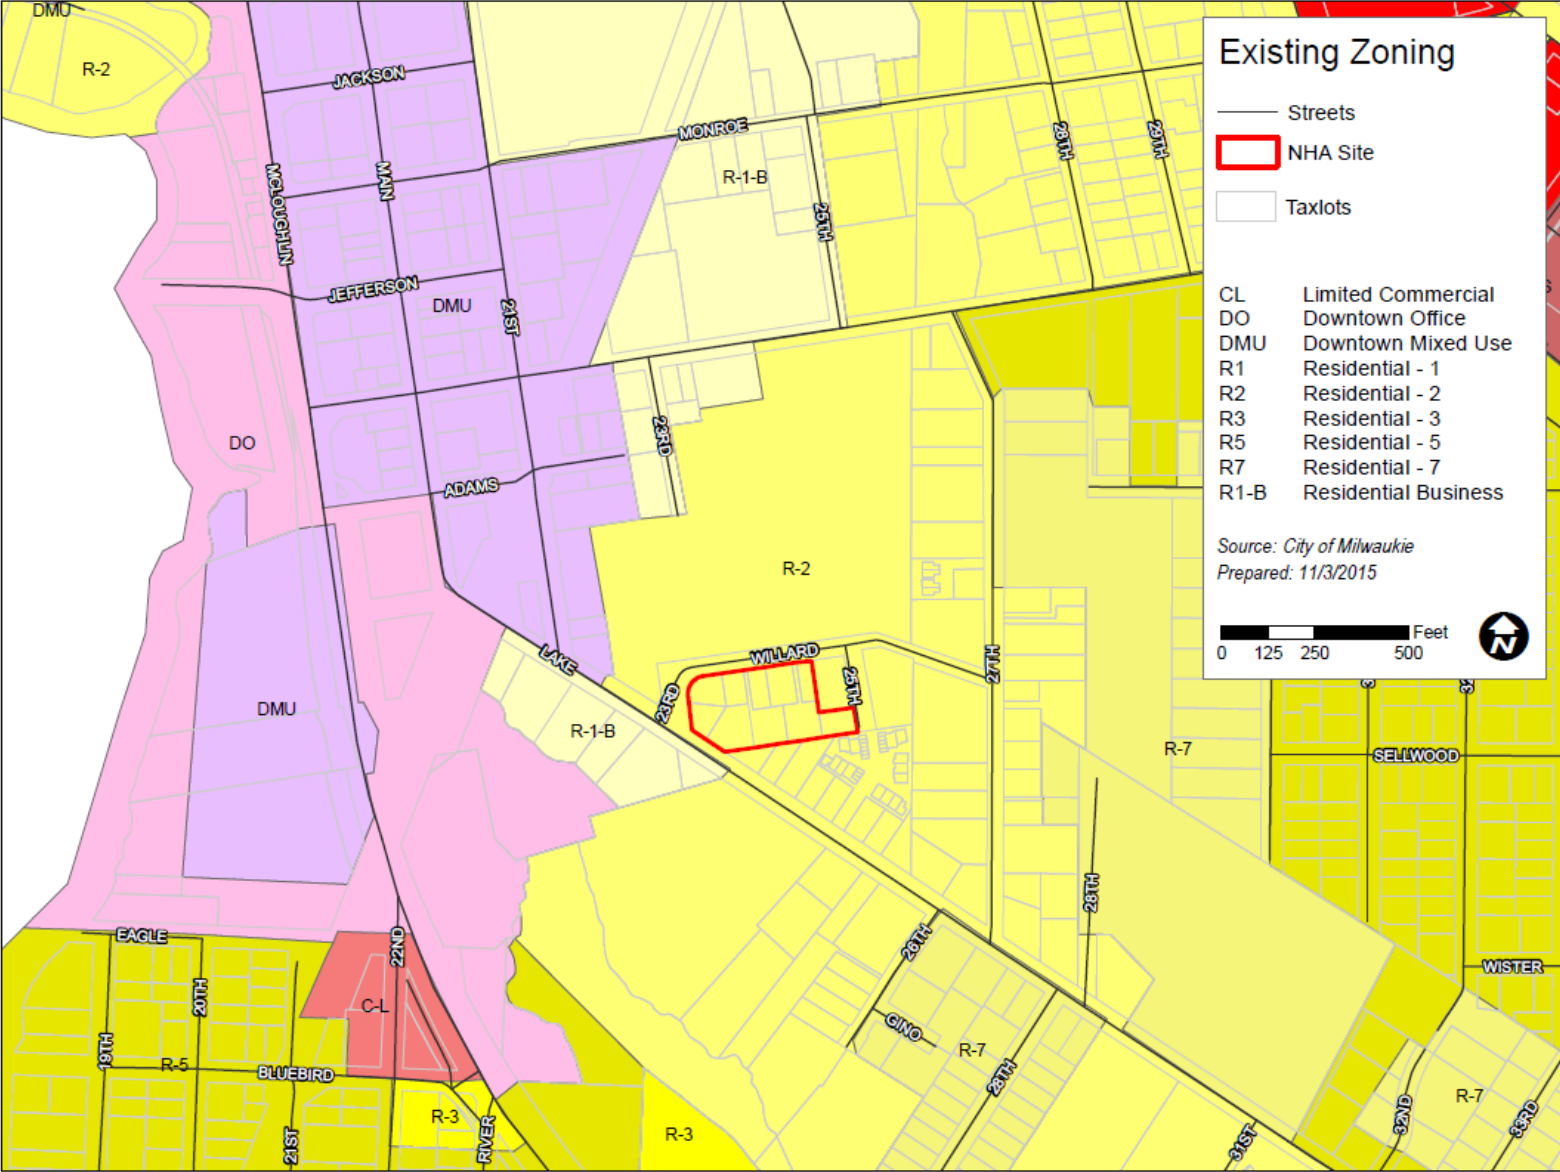 DMU
R-2
JACKSON
MCLOUGHLIN
MAIN
MONROE
R-1-B
25TH
28TH
29TH
JEFFERSON
DMU
21ST
DO
ADAMS
23RD
R-2
DMU
LAKE
R-1-B
23RD
WILLARD
25TH
27TH
R-7
SELLWOOD
28TH
WISTER
EAGLE
22ND
20TH
19TH
C-L
R-5
BLUEBIRD
21ST
R-3
RIVER
R-3
26TH
GINO
R-7
28TH
31ST
32ND
R-7
33RD
Existing Zoning
Streets
NHA Site
Taxlots
CL Limited Commercial
DO Downtown Office
DMU Downtown Mixed Use
R1 Residential - 1
R2 Residential - 2
R3 Residential - 3
R5 Residential - 5
R7 Residential - 7
R1-B Residential Business
Source: City of Milwaukie
Prepared: 11/3/2015
Feet
0 125 250 500
N